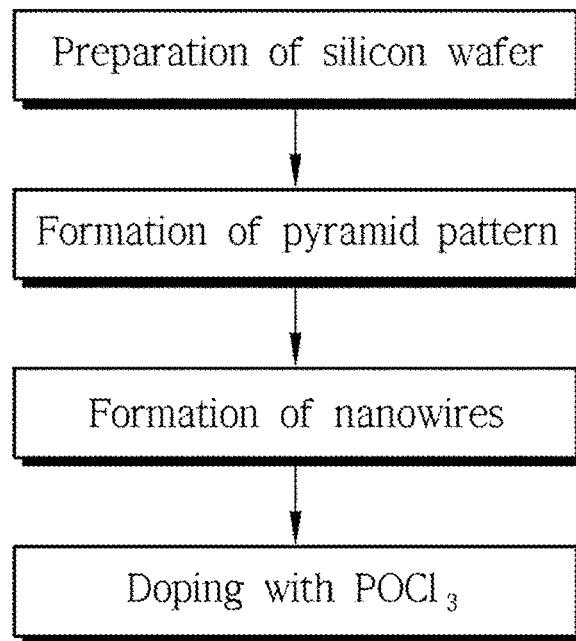 Preparation of silicon wafer
Formation of pyramid pattern
Formation of nanowires
Doping with POCl₃